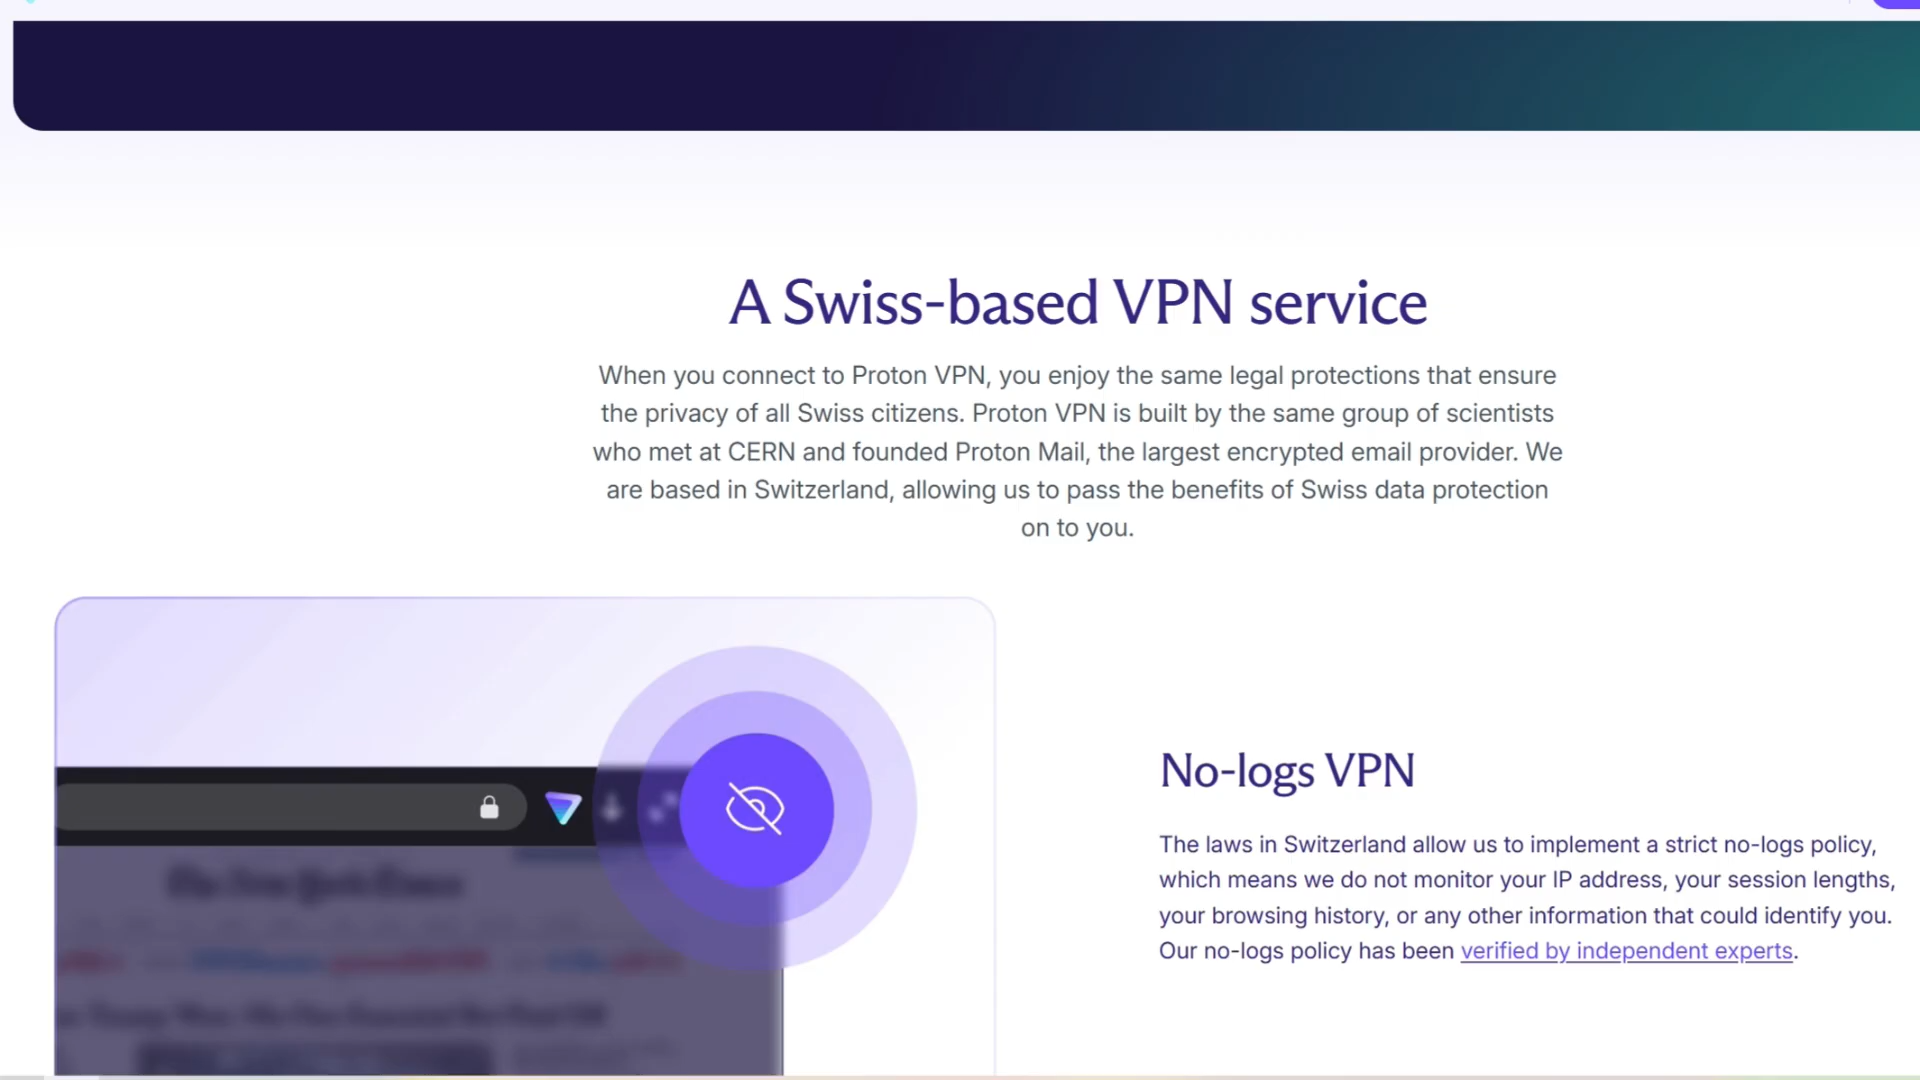 A Swiss-based VPN service
When you connect to Proton VPN, you enjoy the same legal protections that ensure
the privacy of all Swiss citizens. Proton VPN is built by the same group of scientists
who met at CERN and founded Proton Mail, the largest encrypted email provider. We
are based in Switzerland, allowing us to pass the benefits of Swiss data protection
on to you.
The New York Times
No-logs VPN
The laws in Switzerland allow us to implement a strict no-logs policy,
which means we do not monitor your IP address, your session lengths,
your browsing history, or any other information that could identify you.
Our no-logs policy has been verified by independent experts.